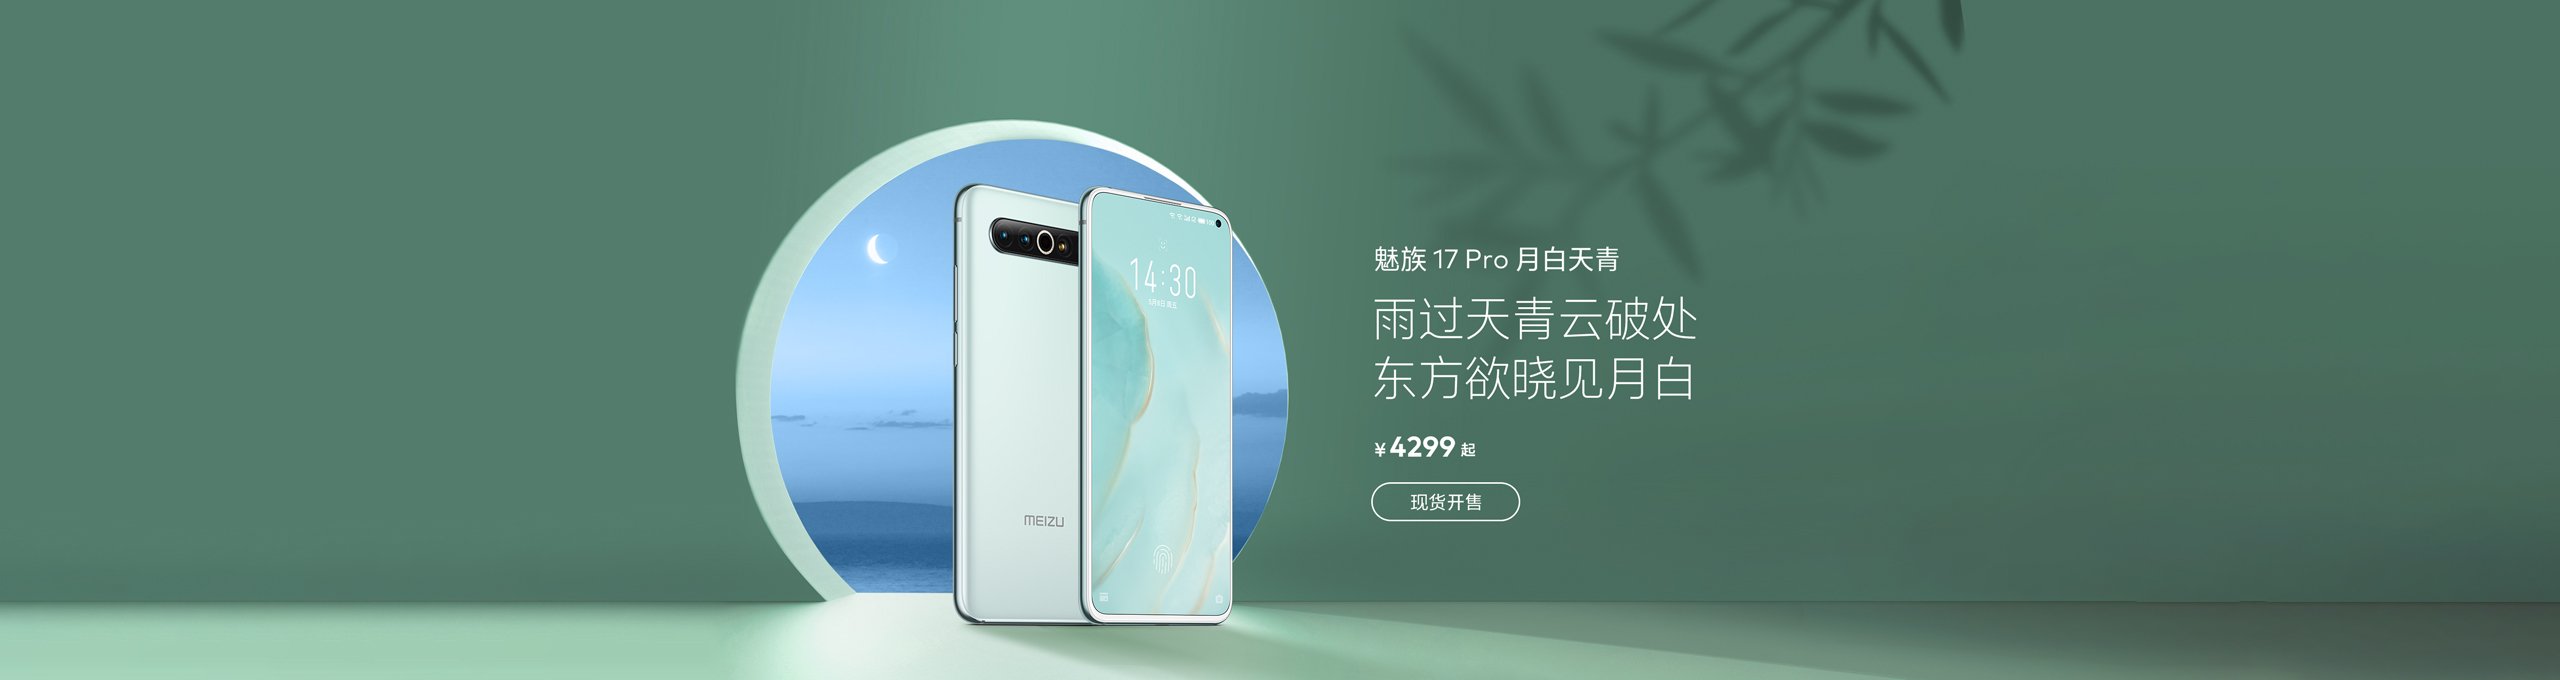 魅族 17 Pro 月白天青
雨过天青云破处
东方欲晓见月白
¥4299 起
现货开售
14:30
MEIZU